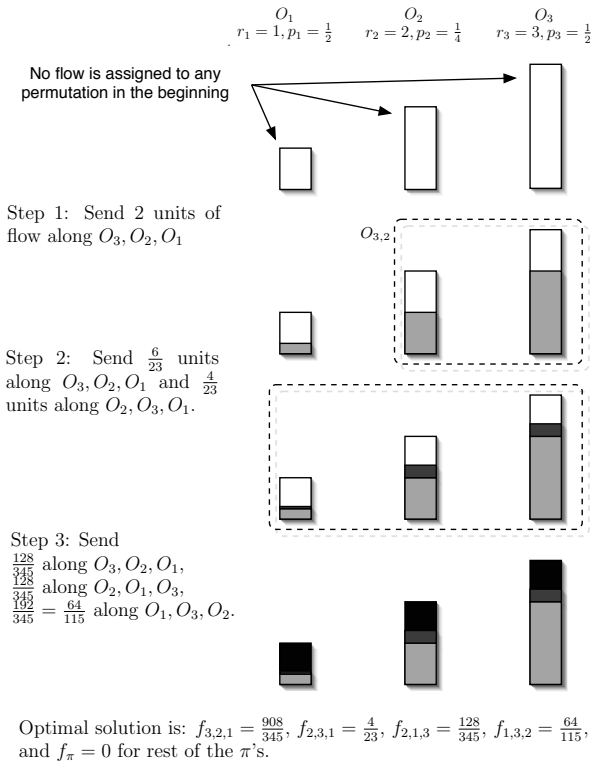 O₁ O₂ O₃
r₁ = 1, p₁ = 1/2 r₂ = 2, p₂ = 1/4 r₃ = 3, p₃ = 1/2
No flow is assigned to any
permutation in the beginning
Step 1: Send 2 units of
flow along O₃, O₂, O₁
O₃,₂
Step 2: Send 6/23 units
along O₃, O₂, O₁ and 4/23
units along O₂, O₃, O₁.
Step 3: Send
128/345 along O₃, O₂, O₁,
128/345 along O₂, O₁, O₃,
192/345 = 64/115 along O₁, O₃, O₂.
Optimal solution is: f₃,₂,₁ = 908/345, f₂,₃,₁ = 4/23, f₂,₁,₃ = 128/345, f₁,₃,₂ = 64/115,
and f_π = 0 for rest of the π's.